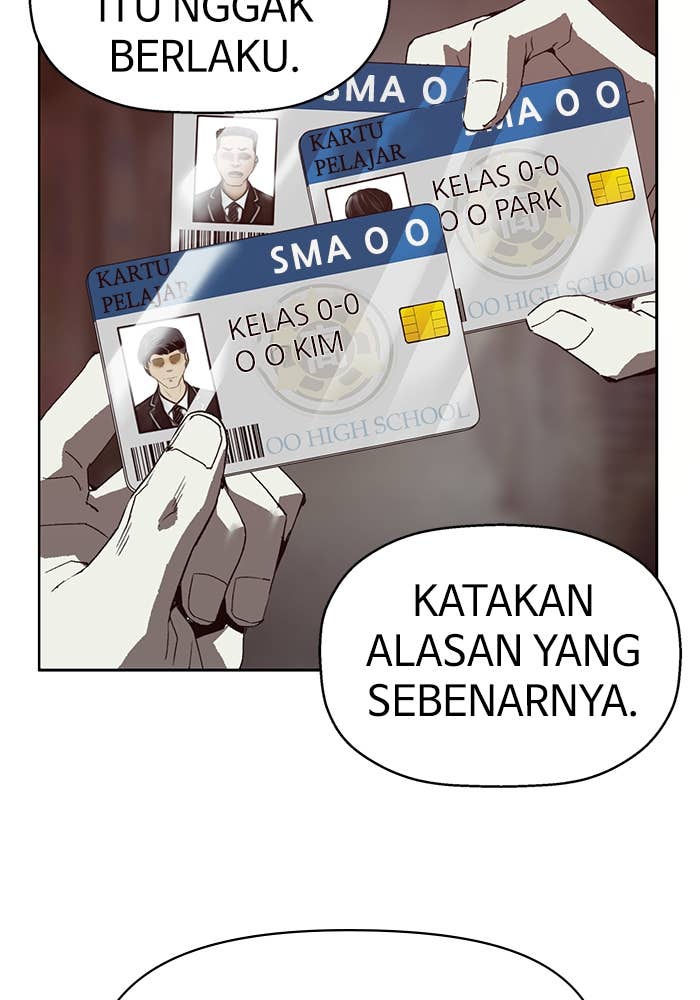 ITU NGGAK
BERLAKU.
SMA O O
SMA O O
KARTU
PELAJAR
KELAS 0-0
O O PARK
OO HIGH SCHOOL
SMA O O
KARTU
PELAJAR
KELAS 0-0
O O KIM
OO HIGH SCHOOL
KATAKAN
ALASAN YANG
SEBENARNYA.